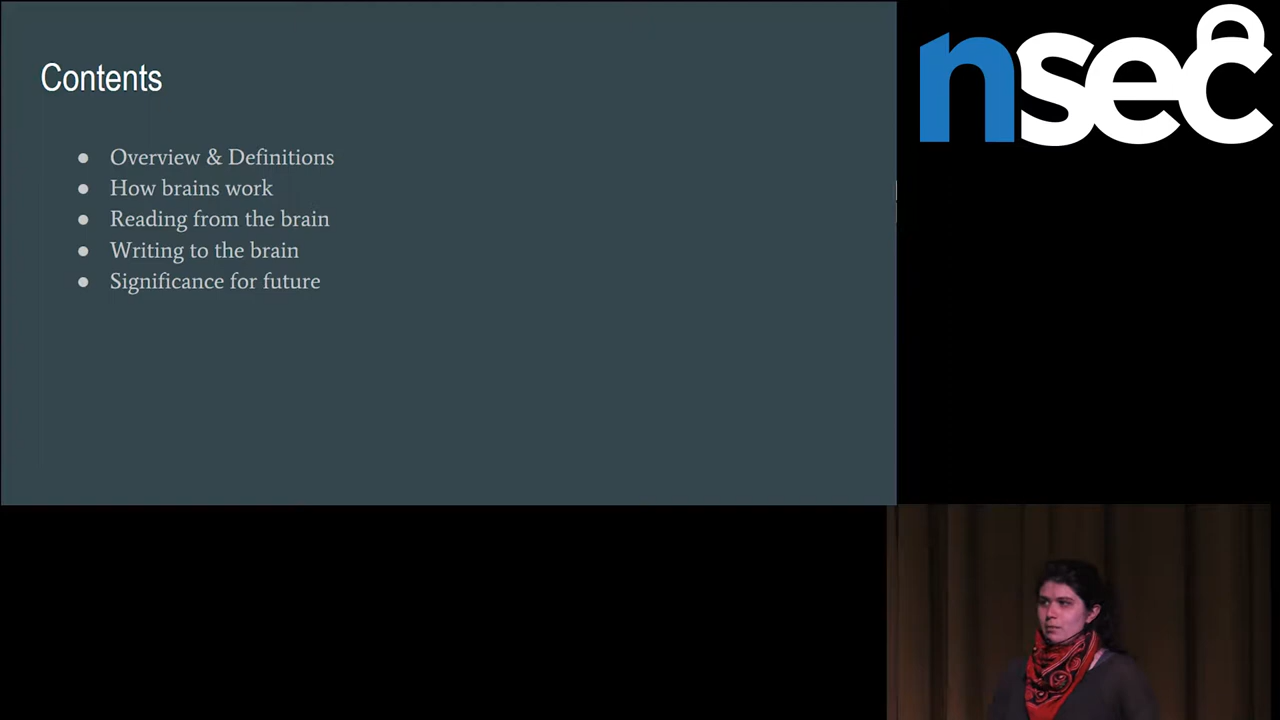 Contents
● Overview & Definitions
● How brains work
● Reading from the brain
● Writing to the brain
● Significance for future
nsec